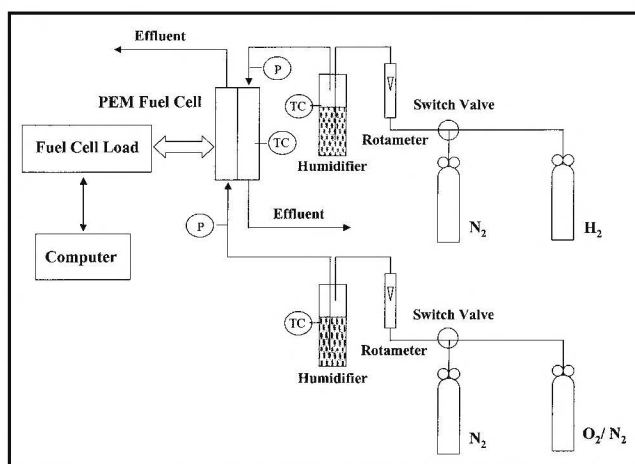 Effluent
P
PEM Fuel Cell
TC
TC
Switch Valve
Fuel Cell Load
Rotameter
Humidifier
Effluent
N₂
H₂
P
Computer
TC
Switch Valve
Rotameter
Humidifier
N₂
O₂/ N₂